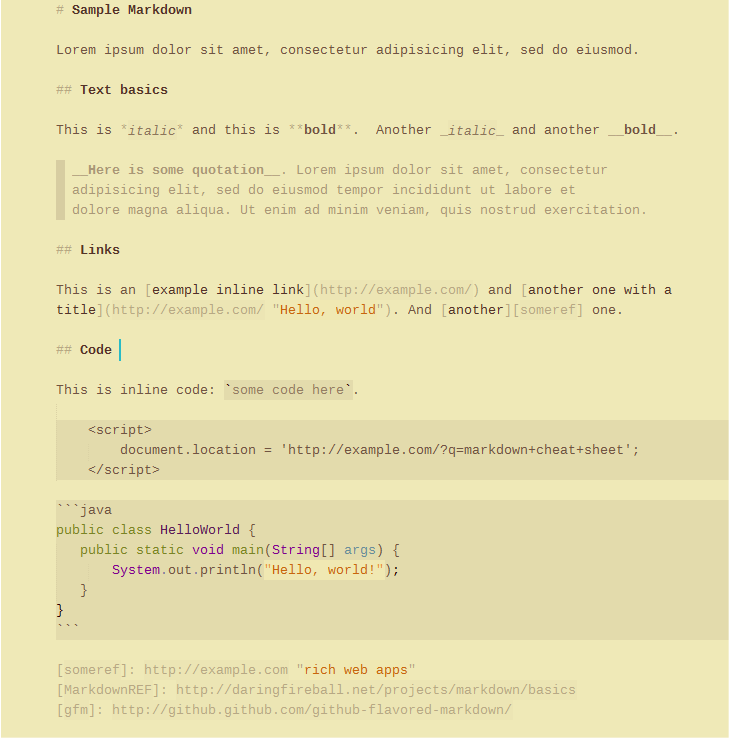 # Sample Markdown
Lorem ipsum dolor sit amet, consectetur adipisicing elit, sed do eiusmod.
## Text basics
This is *italic* and this is **bold**.  Another _italic_ and another __bold__.
__Here is some quotation__. Lorem ipsum dolor sit amet, consectetur
adipisicing elit, sed do eiusmod tempor incididunt ut labore et
dolore magna aliqua. Ut enim ad minim veniam, quis nostrud exercitation.
## Links
This is an [example inline link](http://example.com/) and [another one with a
title](http://example.com/ "Hello, world"). And [another][someref] one.
## Code
This is inline code: `some code here`.
    <script>
        document.location = 'http://example.com/?q=markdown+cheat+sheet';
    </script>
```java
public class HelloWorld {
   public static void main(String[] args) {
       System.out.println("Hello, world!");
   }
}
```
[someref]: http://example.com "rich web apps"
[MarkdownREF]: http://daringfireball.net/projects/markdown/basics
[gfm]: http://github.github.com/github-flavored-markdown/